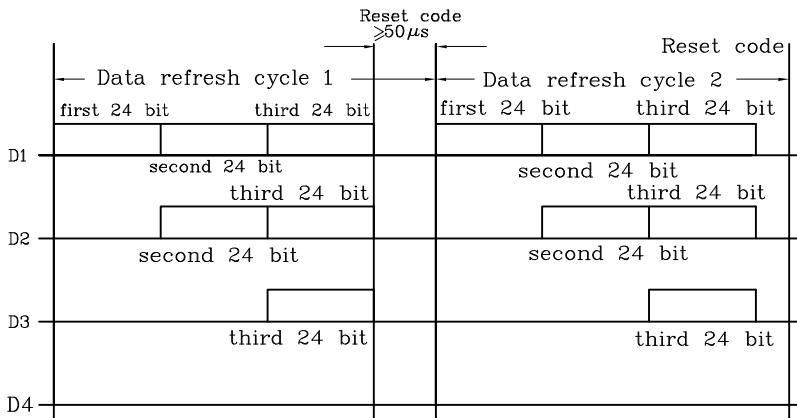 Reset code
⩾50μs
Reset code
Data refresh cycle 1
Data refresh cycle 2
first 24 bit
third 24 bit
first 24 bit
third 24 bit
D1
second 24 bit
second 24 bit
third 24 bit
third 24 bit
D2
second 24 bit
second 24 bit
D3
third 24 bit
third 24 bit
D4